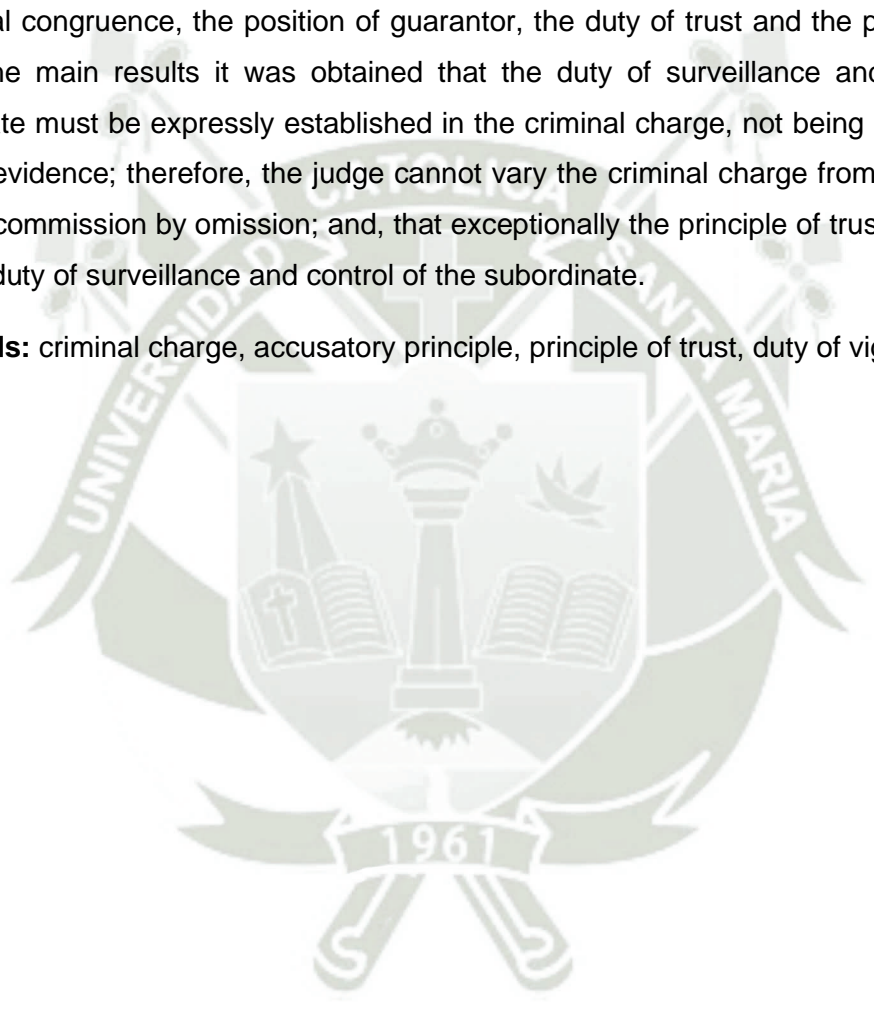 al congruence, the position of guarantor, the duty of trust and the p
he main results it was obtained that the duty of surveillance and
te must be expressly established in the criminal charge, not being
evidence; therefore, the judge cannot vary the criminal charge from
commission by omission; and, that exceptionally the principle of trus
duty of surveillance and control of the subordinate.
ds: criminal charge, accusatory principle, principle of trust, duty of vig
UNIVERSIDAD CATOLICA SANTA MARIA
1961